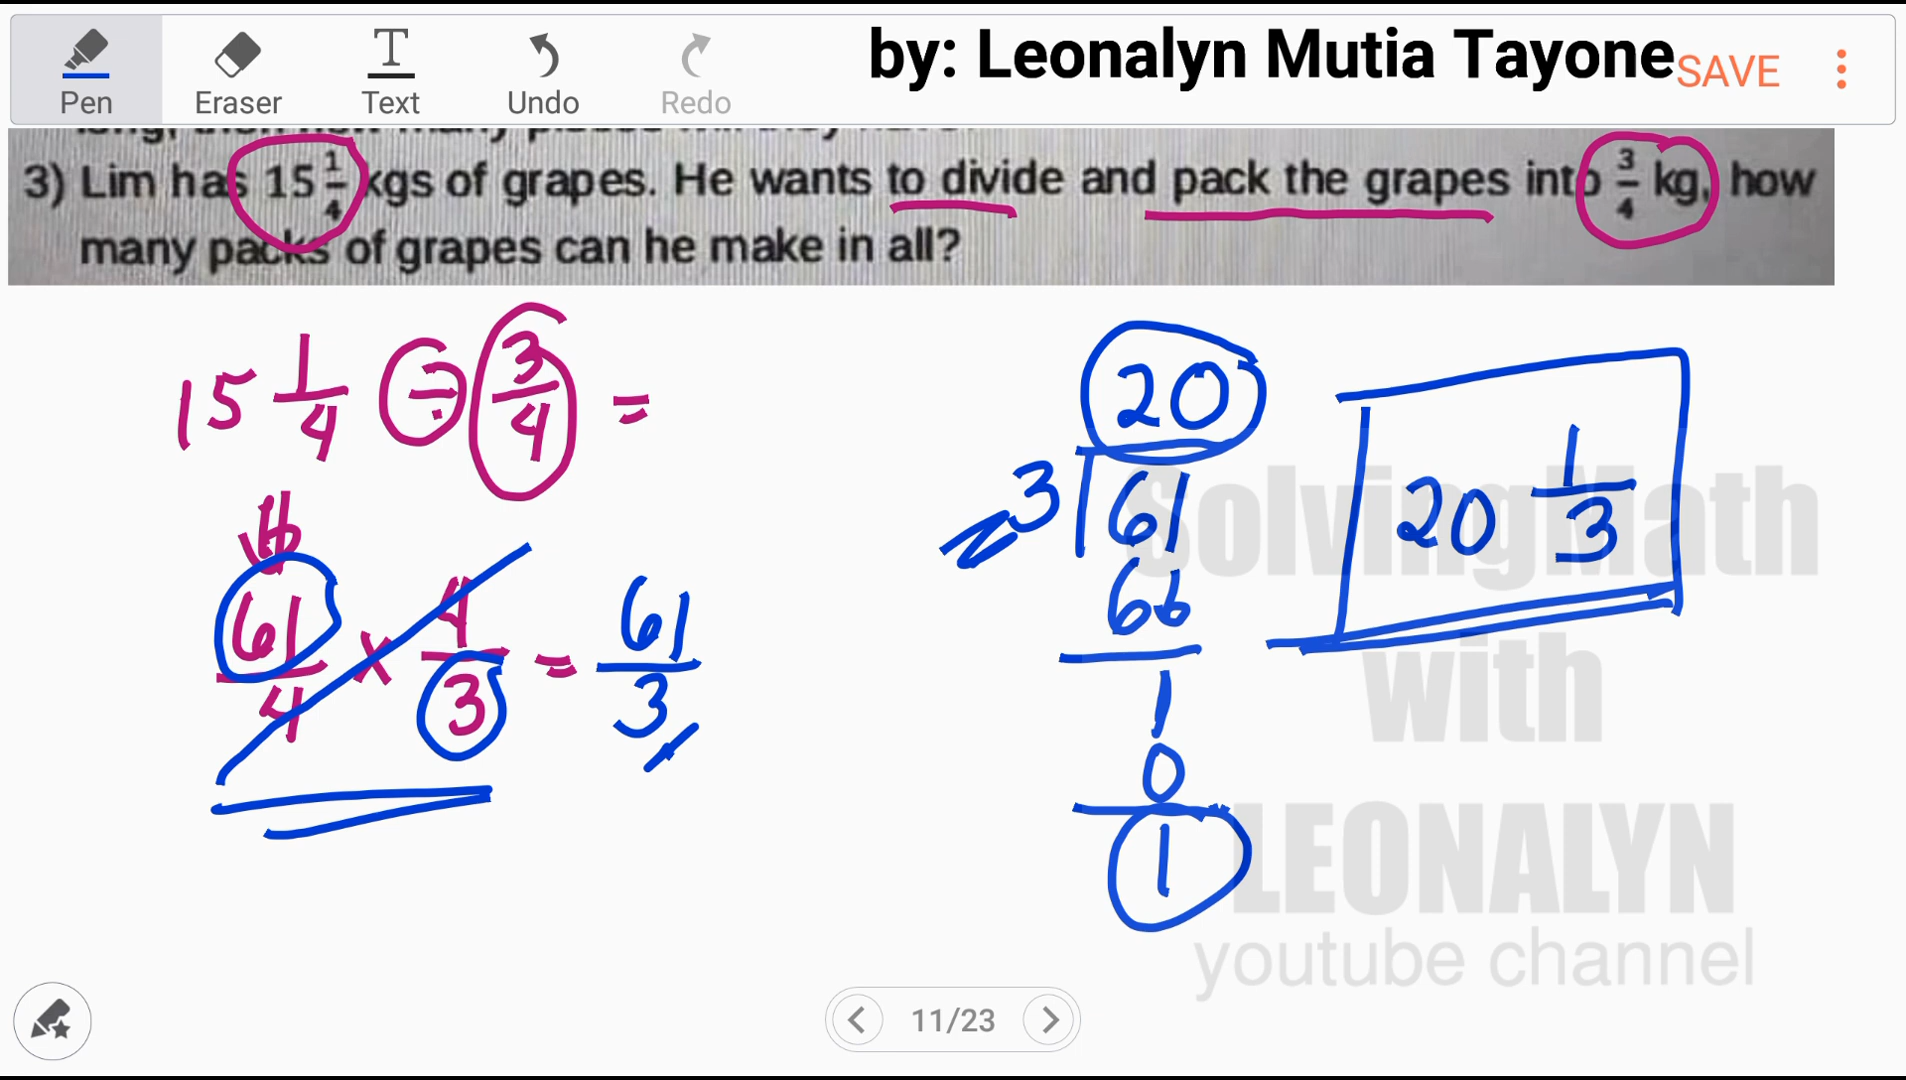 Pen
Eraser
Text
Undo
Redo
by: Leonalyn Mutia Tayone
SAVE
3) Lim has 15 1/4 kgs of grapes. He wants to divide and pack the grapes into 3/4 kg, how
many packs of grapes can he make in all?
15 1/4 ÷ 3/4 =
61/4 x 4/3 = 61/3
20
3 61
6
1
0
1
20 1/3
SolvingMath
with
LEONALYN
youtube channel
11/23